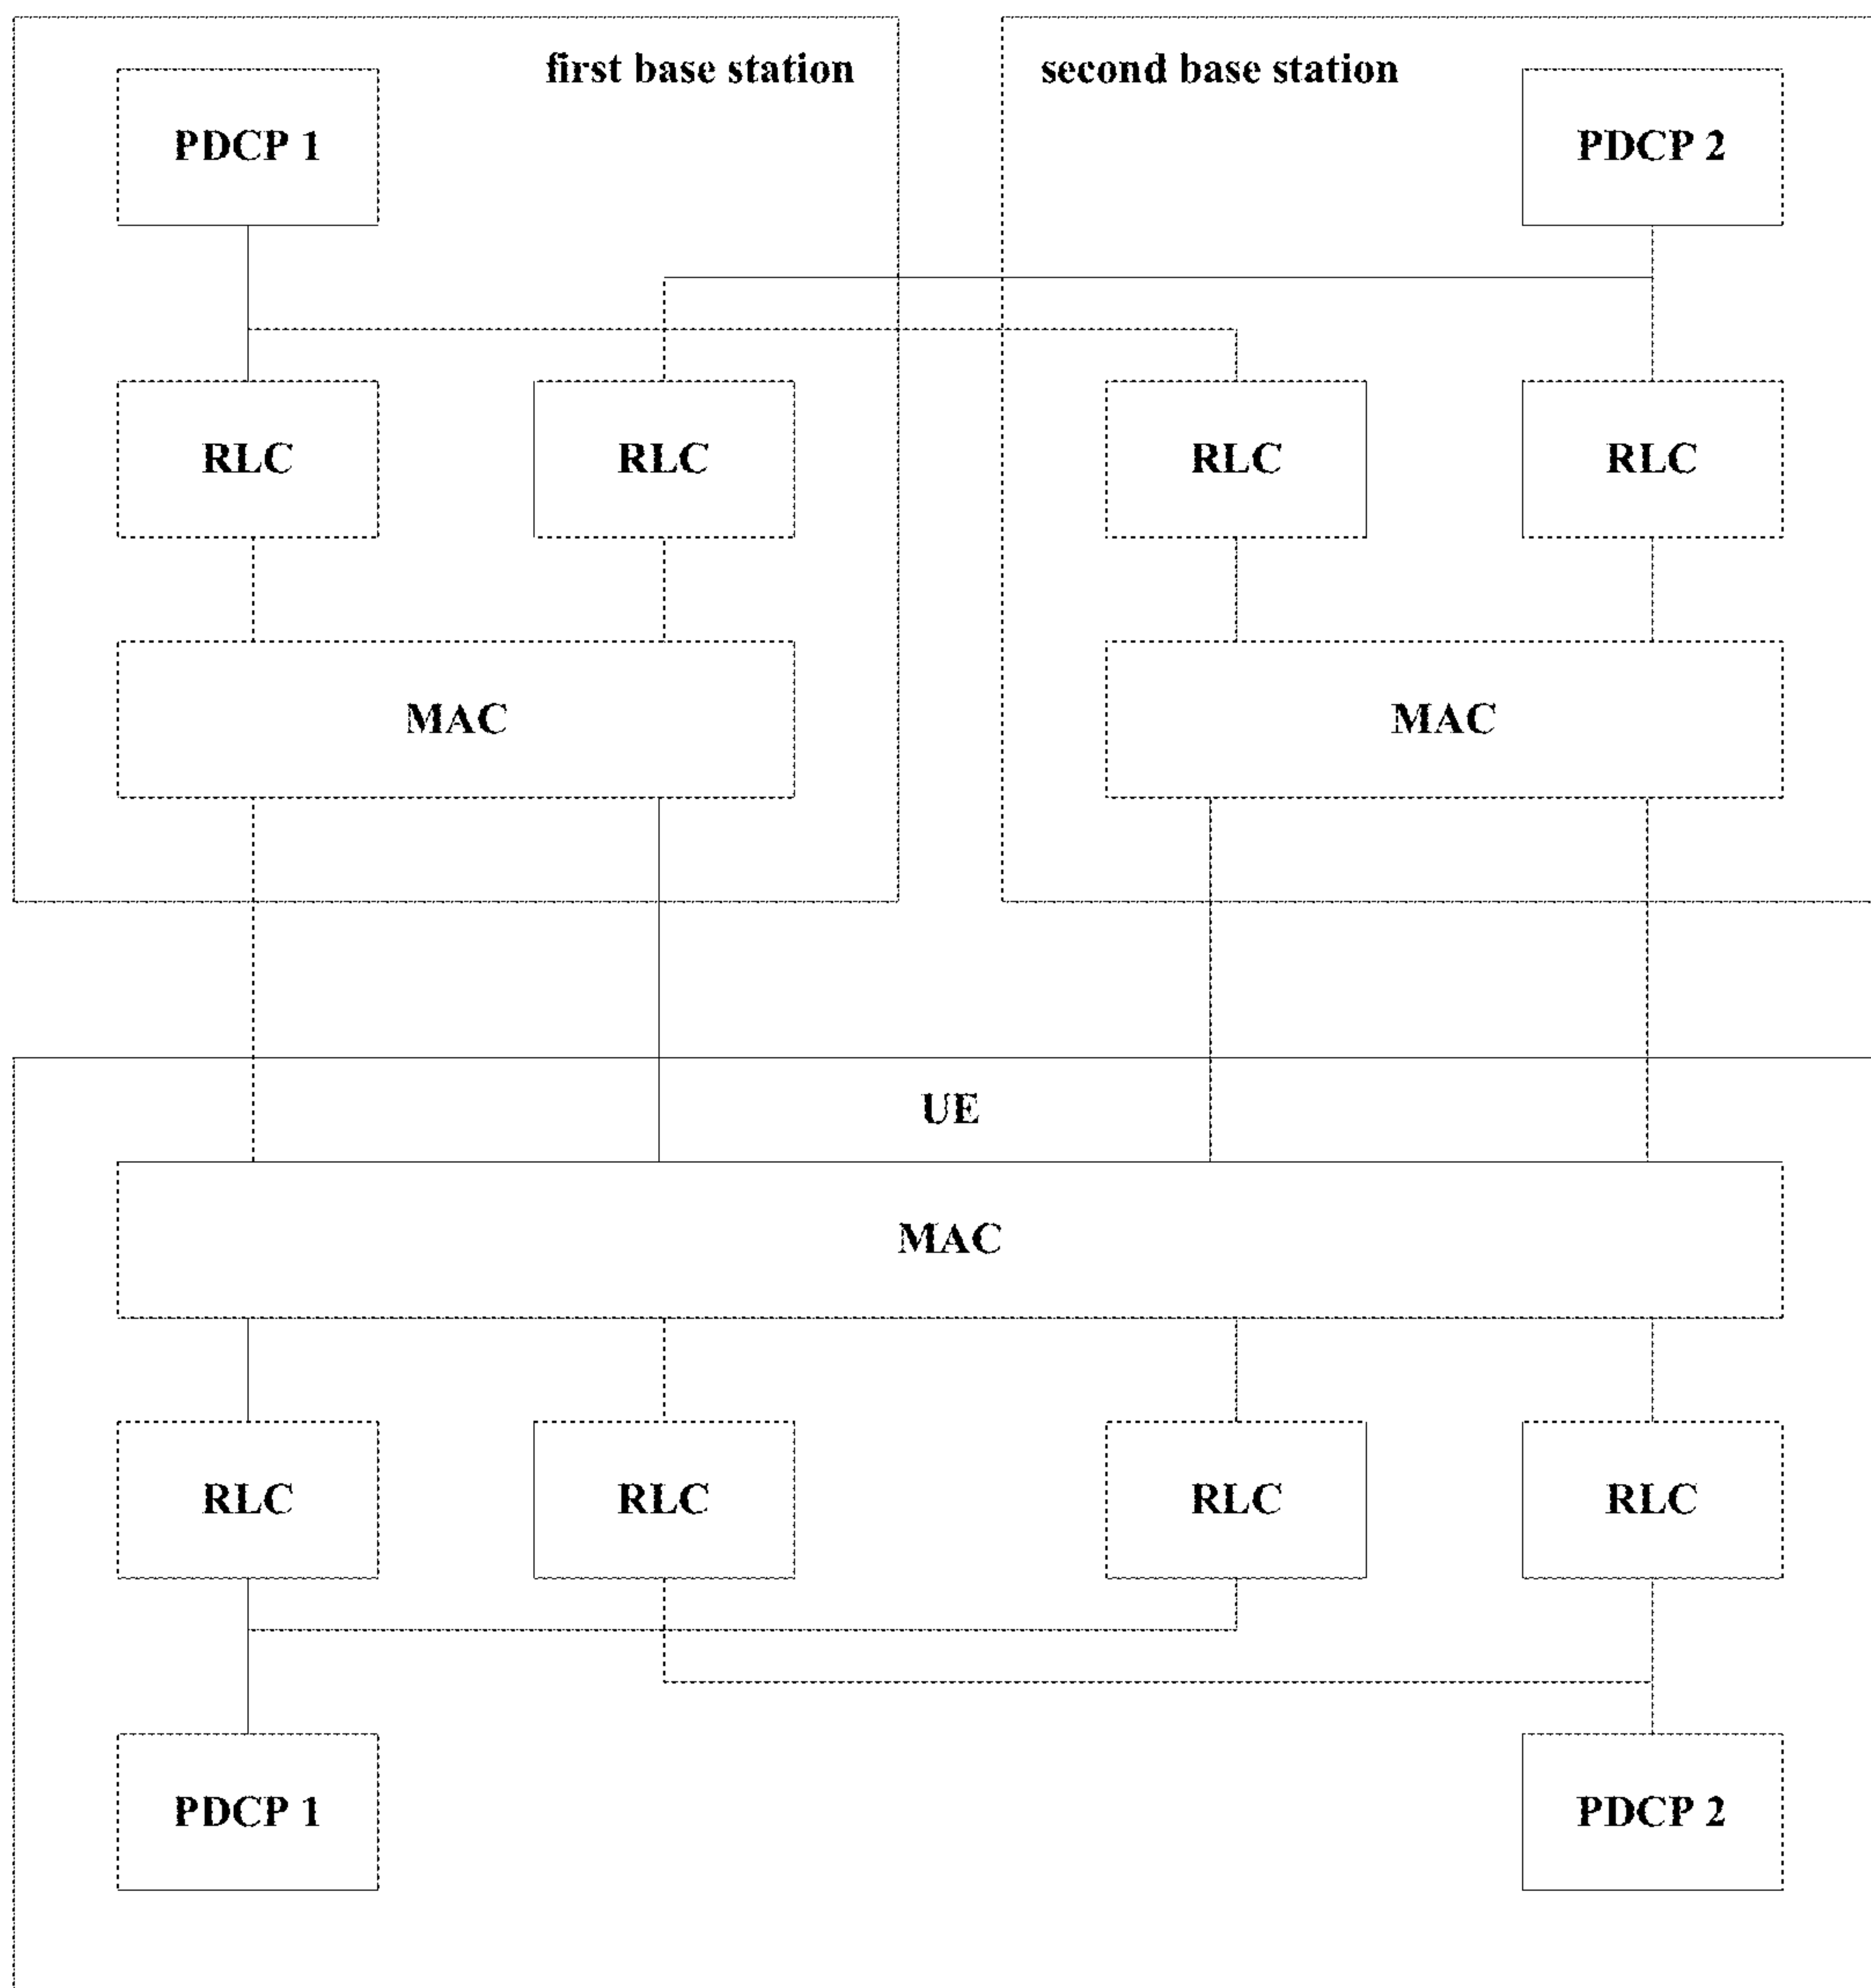 first base station
second base station
PDCP 1
PDCP 2
RLC
RLC
RLC
RLC
MAC
MAC
UE
MAC
RLC
RLC
RLC
RLC
PDCP 1
PDCP 2